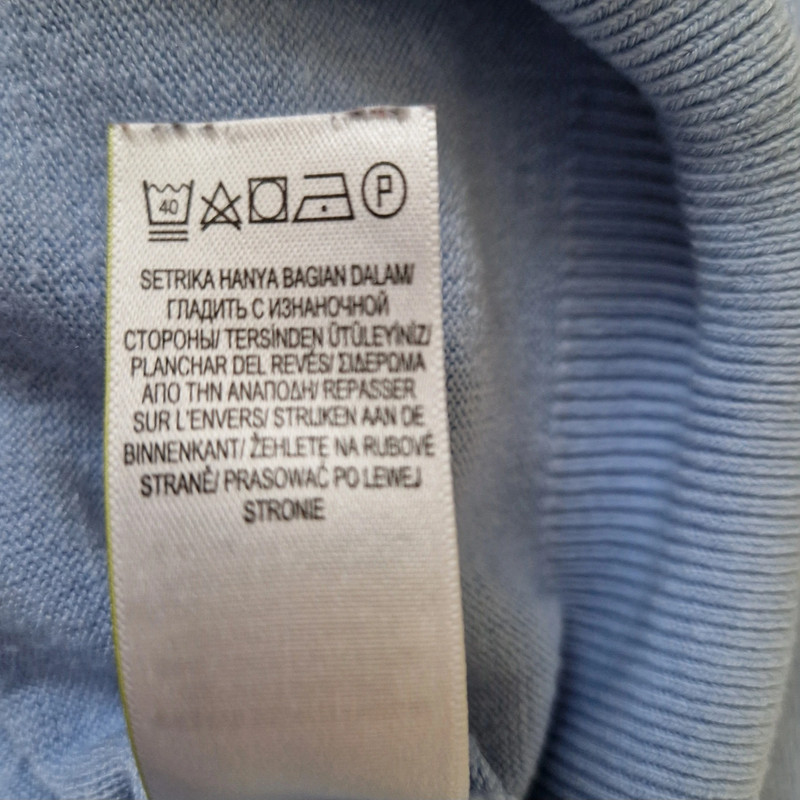 40 P
SETRIKA HANYA BAGIAN DALAM/
ГЛАДИТЬ С ИЗНАНОЧНОЙ
СТОРОНЫ/ TERSİNDEN ÜTÜLEYİNİZ/
PLANCHAR DEL REVÉS/ ΣΙΔΕΡΩΜΑ
ΑΠΟ ΤΗΝ ΑΝΑΠΟΔΗ/ REPASSER
SUR L'ENVERS/ STRIJKEN AAN DE
BINNENKANT/ ŽEHLETE NA RUBOVÉ
STRANĚ/ PRASOWAĆ PO LEWEJ
STRONIE